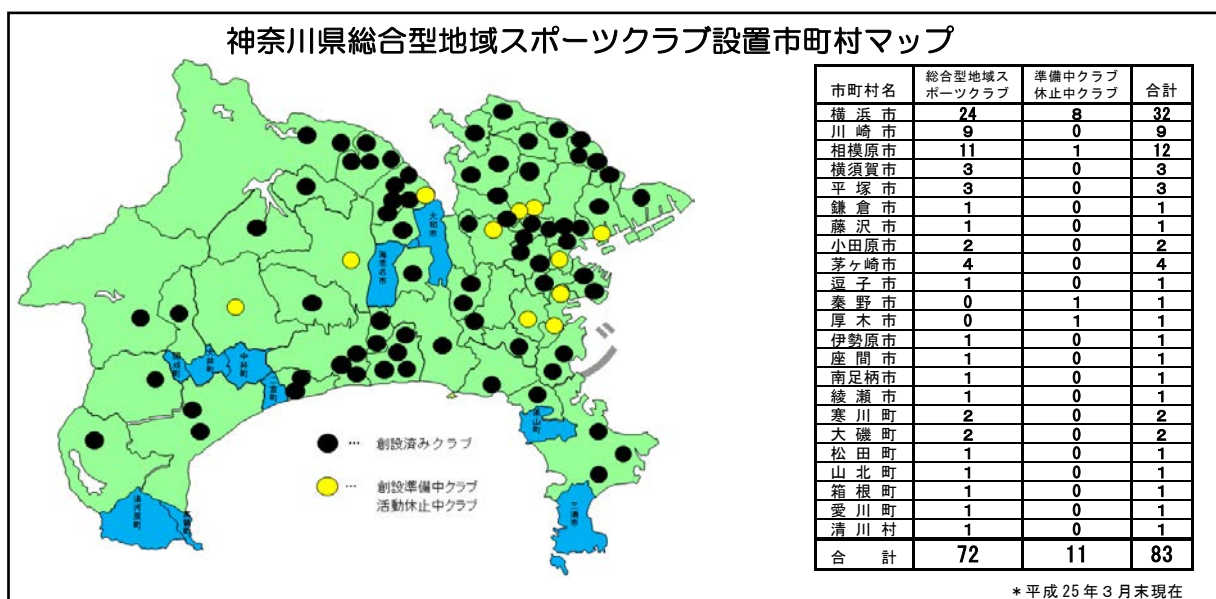 神奈川県総合型地域スポーツクラブ設置市町村マップ
大和市
海老名市
開成町
大井町
中井町
二宮町
葉山町
湯河原町
真鶴町
三浦市
… 創設済みクラブ
… 創設準備中クラブ
活動休止中クラブ
市町村名 総合型地域スポーツクラブ 準備中クラブ休止中クラブ 合計
横浜市 24 8 32
川崎市 9 0 9
相模原市 11 1 12
横須賀市 3 0 3
平塚市 3 0 3
鎌倉市 1 0 1
藤沢市 1 0 1
小田原市 2 0 2
茅ヶ崎市 4 0 4
逗子市 1 0 1
秦野市 0 1 1
厚木市 0 1 1
伊勢原市 1 0 1
座間市 1 0 1
南足柄市 1 0 1
綾瀬市 1 0 1
寒川町 2 0 2
大磯町 2 0 2
松田町 1 0 1
山北町 1 0 1
箱根町 1 0 1
愛川町 1 0 1
清川村 1 0 1
合計 72 11 83
*平成25年3月末現在